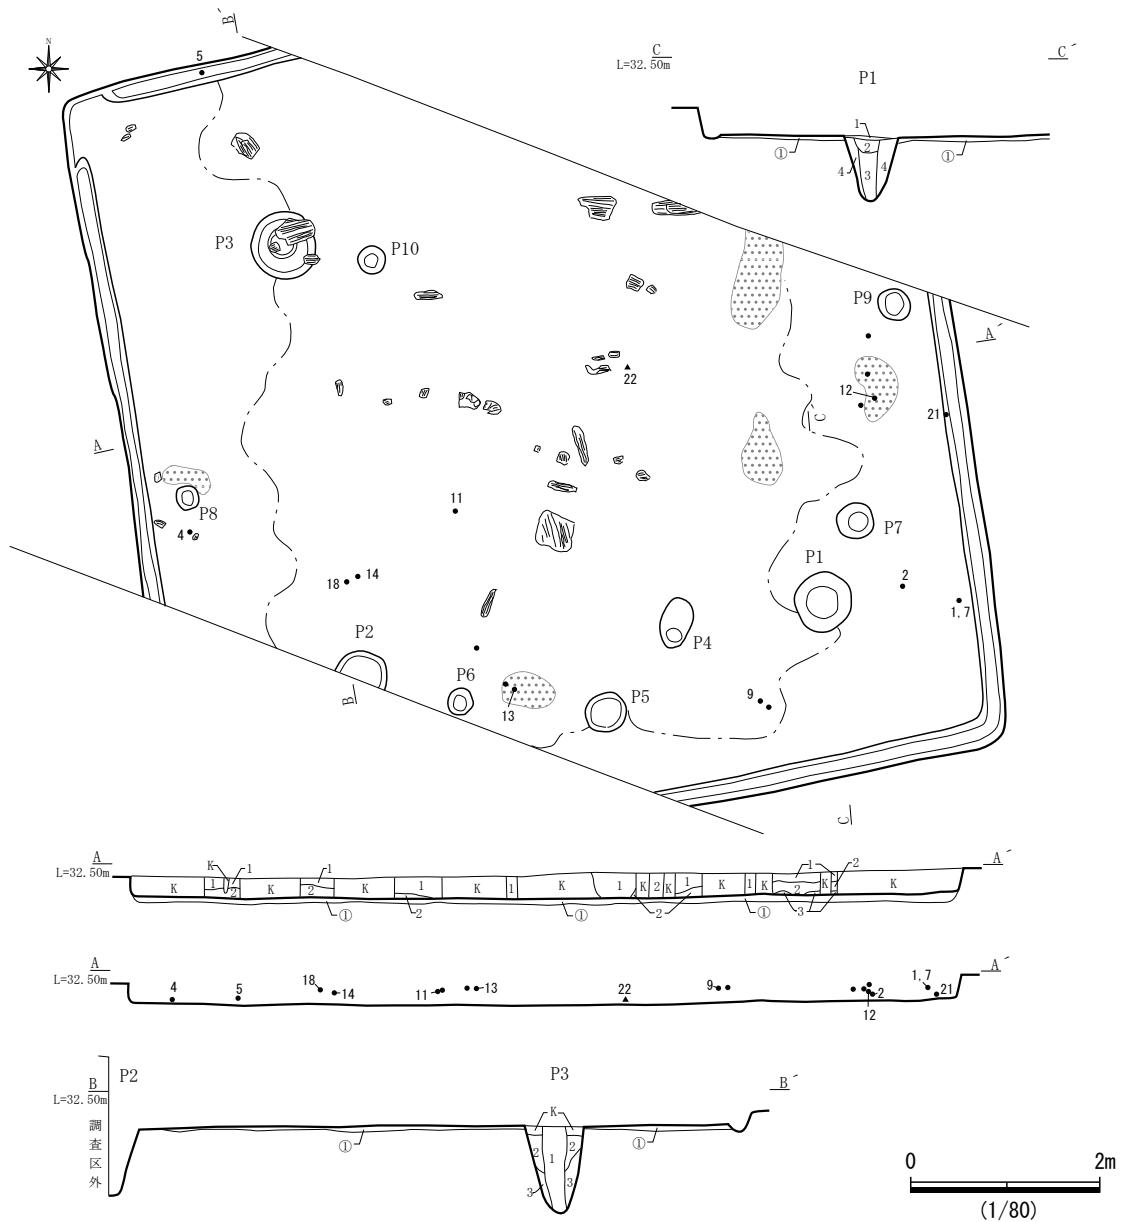 N
B´
5
C
L=32.50m
C´
P1
1
2
①
①
4
3
4
P3
P10
P9
A´
22
12
21
C
A
11
P8
4
P7
P1
2
18
14
1,7
P2
P4
P6
P5
B
9
13
C
A
L=32.50m
K
1
1
2
A´
K
1
2
K
2
K
1
K
1
K
1
K
2
K
1
K
1
K
2
K
K
①
2
①
2
①
3
A
L=32.50m
A´
4
5
18
14
11
13
22
9
1,7
2
21
12
B
L=32.50m
P2
P3
B´
K
調査区外
①
2
1
2
①
3
3
0
2m
(1/80)